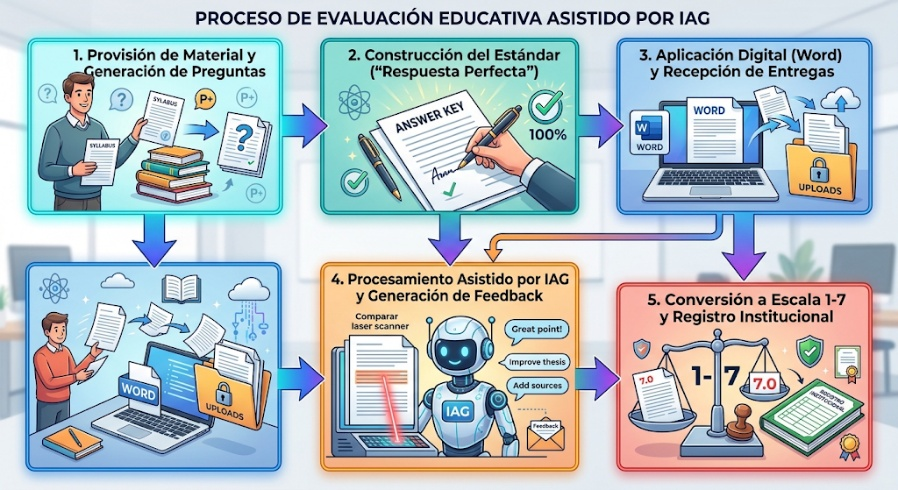 PROCESO DE EVALUACIÓN EDUCATIVA ASISTIDO POR IAG
1. Provisión de Material y
Generación de Preguntas
SYLABUS
SYLLABUS
?
?
P+
?
P+
P+
?
2. Construcción del Estándar
("Respuesta Perfecta")
ANSWER KEY
100%
3. Aplicación Digital (Word)
y Recepción de Entregas
W
WORD
WORD
UPLOADS
WORD
UPLOADS
4. Procesamiento Asistido por IAG
y Generación de Feedback
Comparar
laser scanner
Great point!
Improve thesis
Add sources
IAG
Feedback
5. Conversión a Escala 1-7
y Registro Institucional
7.0
1-7
7.0
INSTITUCIONAL